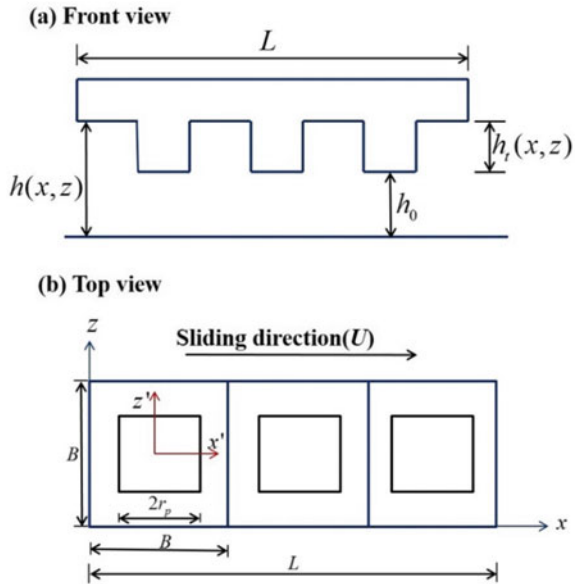 (a) Front view
L
h(x,z)
h_t(x,z)
h_0
(b) Top view
z
Sliding direction(U)
z'
x'
B
2r_p
x
B
L